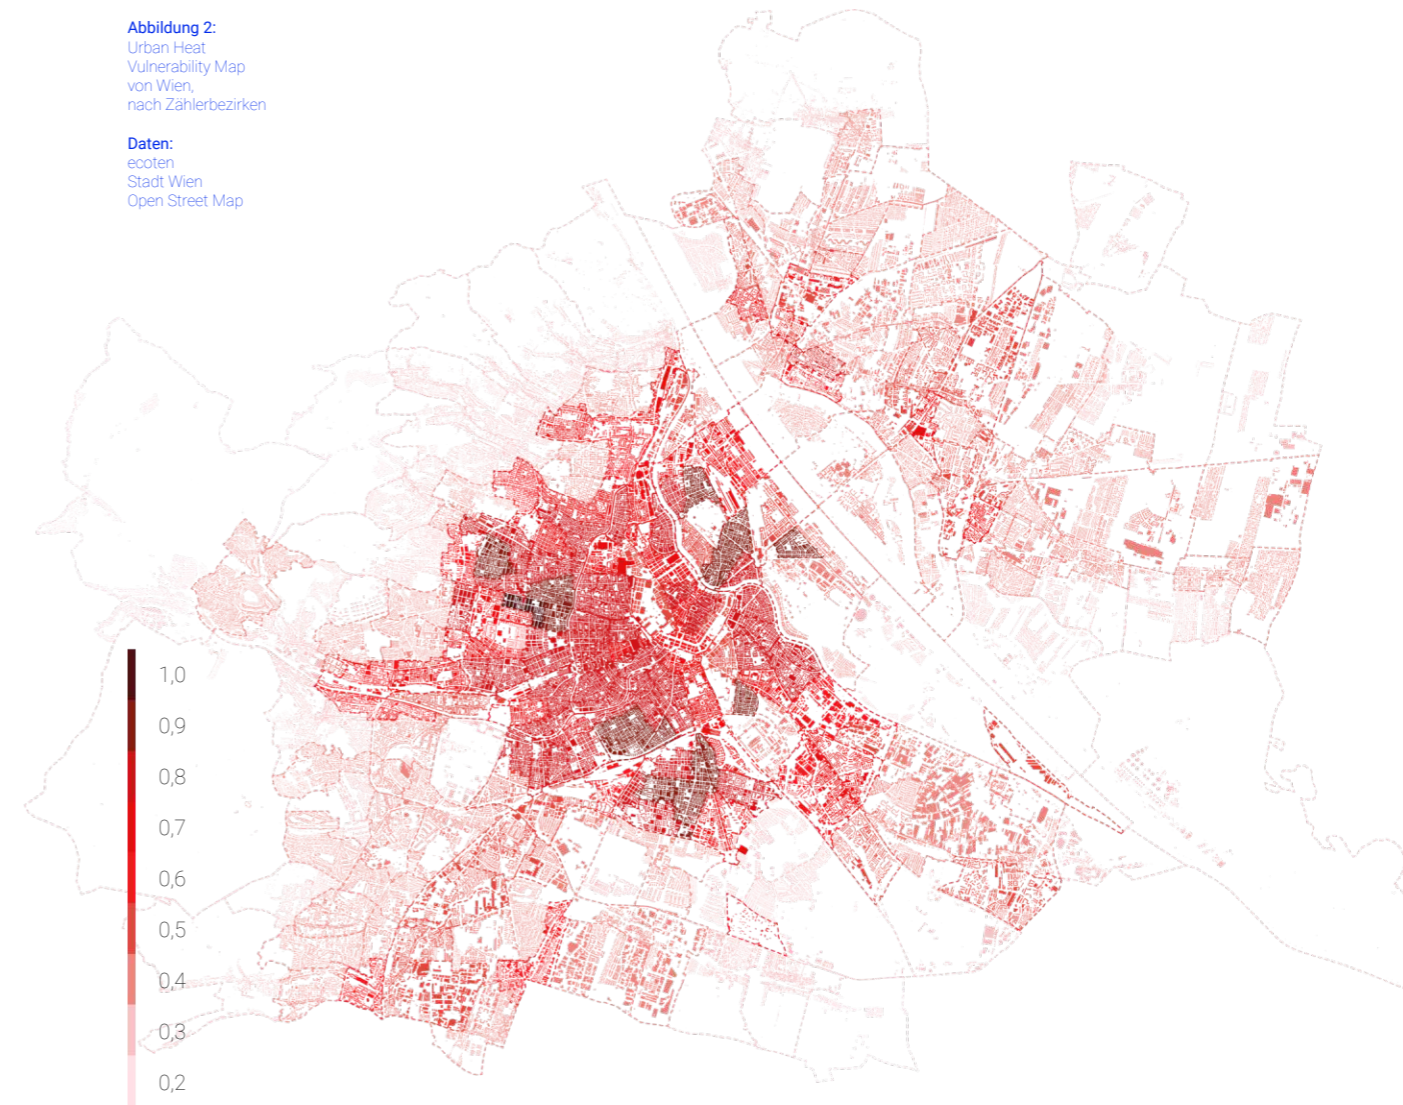 Abbildung 2:
Urban Heat
Vulnerability Map
von Wien,
nach Zählerbezirken
Daten:
ecoten
Stadt Wien
Open Street Map
1,0
0,9
0,8
0,7
0,6
0,5
0,4
0,3
0,2